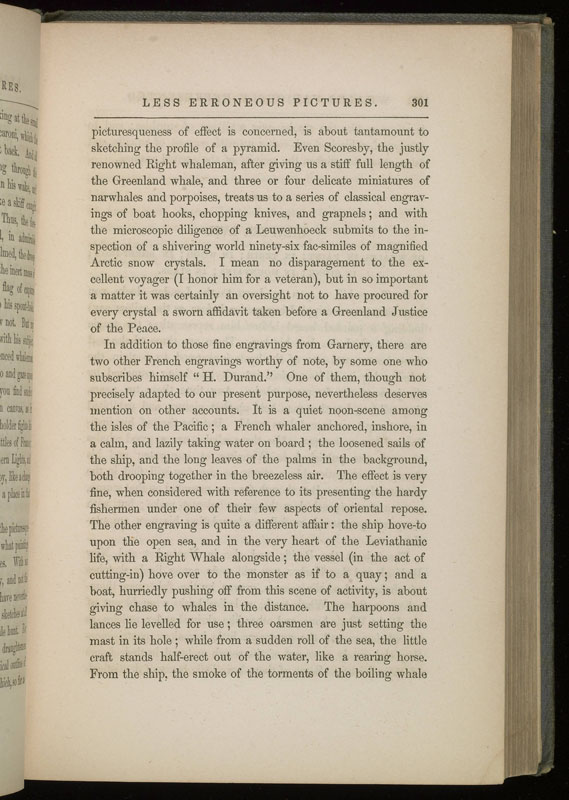 LESS ERRONEOUS PICTURES. 301
picturesqueness of effect is concerned, is about tantamount to
sketching the profile of a pyramid. Even Scoresby, the justly
renowned Right whaleman, after giving us a stiff full length of
the Greenland whale, and three or four delicate miniatures of
narwhales and porpoises, treats us to a series of classical engrav-
ings of boat hooks, chopping knives, and grapnels; and with
the microscopic diligence of a Leuwenhoeck submits to the in-
spection of a shivering world ninety-six fac-similes of magnified
Arctic snow crystals. I mean no disparagement to the ex-
cellent voyager (I honor him for a veteran), but in so important
a matter it was certainly an oversight not to have procured for
every crystal a sworn affidavit taken before a Greenland Justice
of the Peace.
In addition to those fine engravings from Garnery, there are
two other French engravings worthy of note, by some one who
subscribes himself "H. Durand." One of them, though not
precisely adapted to our present purpose, nevertheless deserves
mention on other accounts. It is a quiet noon-scene among
the isles of the Pacific; a French whaler anchored, inshore, in
a calm, and lazily taking water on board; the loosened sails of
the ship, and the long leaves of the palms in the background,
both drooping together in the breezeless air. The effect is very
fine, when considered with reference to its presenting the hardy
fishermen under one of their few aspects of oriental repose.
The other engraving is quite a different affair: the ship hove-to
upon the open sea, and in the very heart of the Leviathanic
life, with a Right Whale alongside; the vessel (in the act of
cutting-in) hove over to the monster as if to a quay; and a
boat, hurriedly pushing off from this scene of activity, is about
giving chase to whales in the distance. The harpoons and
lances lie levelled for use; three oarsmen are just setting the
mast in its hole; while from a sudden roll of the sea, the little
craft stands half-erect out of the water, like a rearing horse.
From the ship, the smoke of the torments of the boiling whale